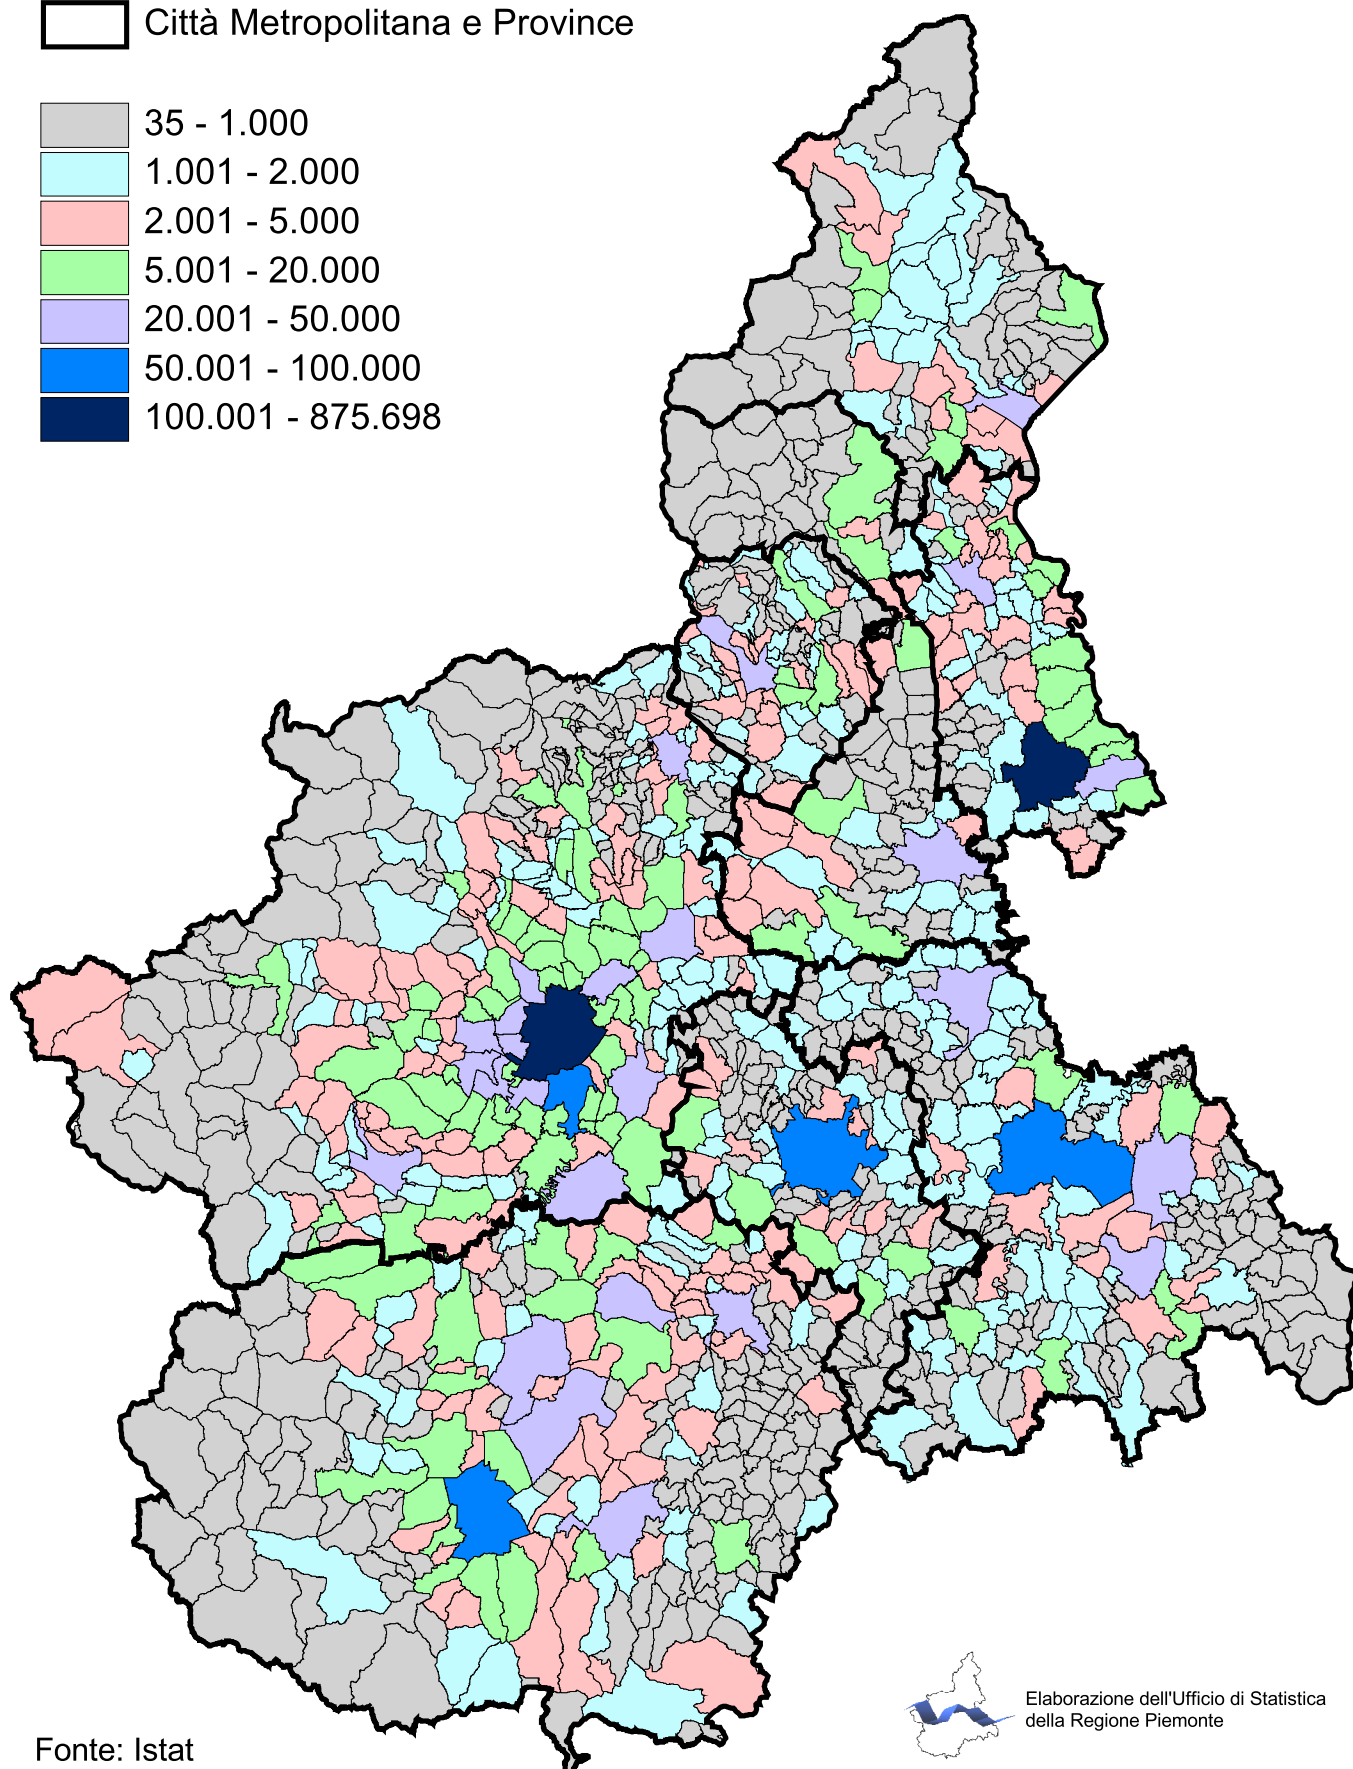 Città Metropolitana e Province
35 - 1.000
1.001 - 2.000
2.001 - 5.000
5.001 - 20.000
20.001 - 50.000
50.001 - 100.000
100.001 - 875.698
Elaborazione dell'Ufficio di Statistica
della Regione Piemonte
Fonte: Istat